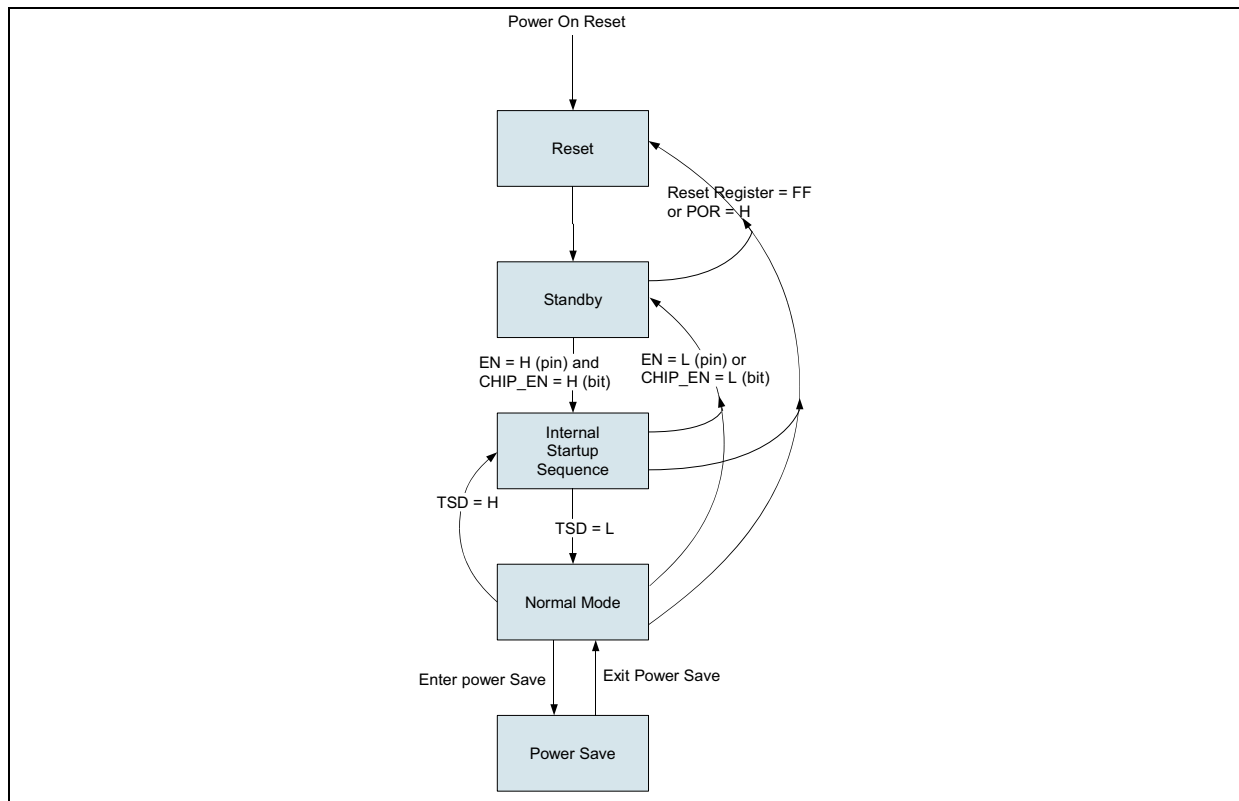 Power On Reset
Reset
Reset Register = FF
or POR = H
Standby
EN = H (pin) and
CHIP_EN = H (bit)
EN = L (pin) or
CHIP_EN = L (bit)
Internal
Startup
Sequence
TSD = H
TSD = L
Normal Mode
Enter power Save
Exit Power Save
Power Save